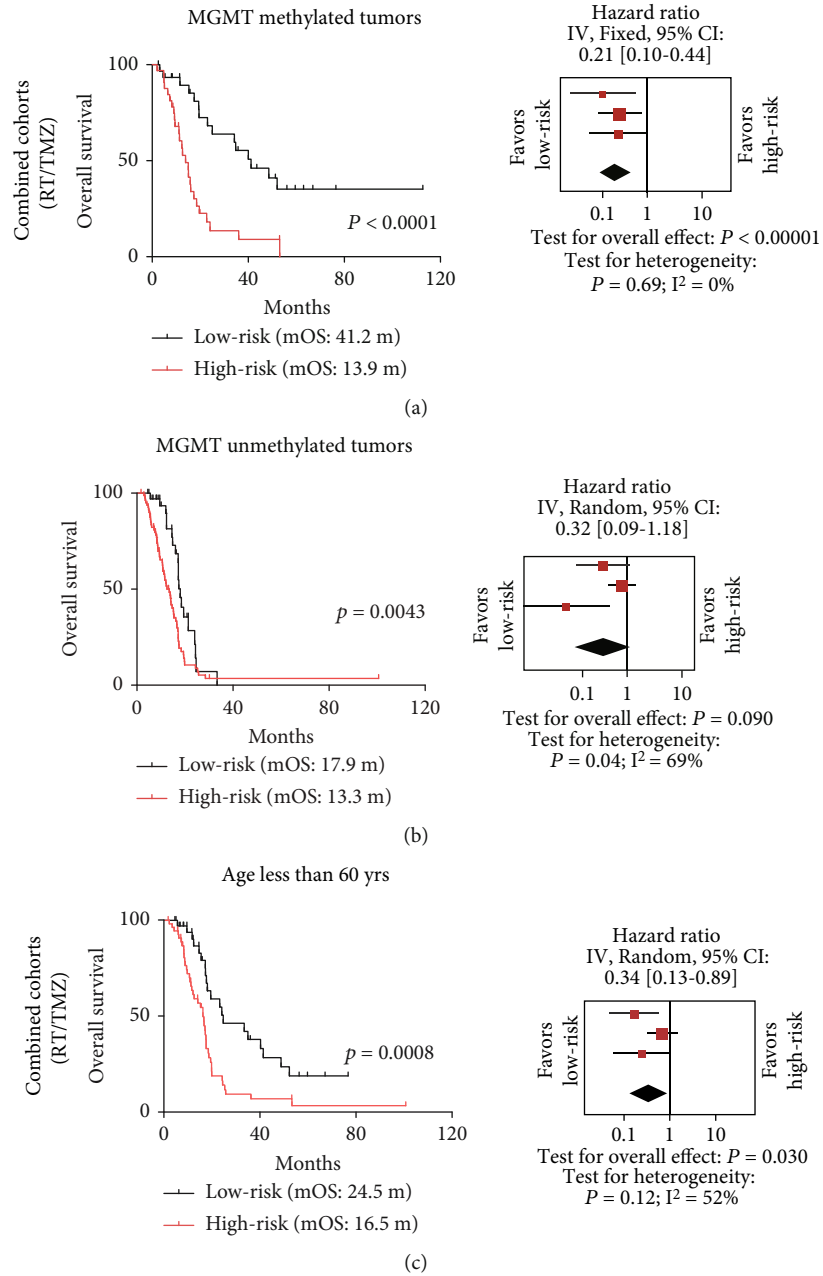 MGMT methylated tumors
Combined cohorts
(RT/TMZ)
Overall survival
100
50
0
0
40
80
120
Months
P < 0.0001
Low-risk (mOS: 41.2 m)
High-risk (mOS: 13.9 m)
Hazard ratio
IV, Fixed, 95% CI:
0.21 [0.10-0.44]
Favors
low-risk
Favors
high-risk
0.1
1
10
Test for overall effect: P < 0.00001
Test for heterogeneity:
P = 0.69; I² = 0%
(a)
MGMT unmethylated tumors
Overall survival
100
50
0
0
40
80
120
Months
p = 0.0043
Low-risk (mOS: 17.9 m)
High-risk (mOS: 13.3 m)
Hazard ratio
IV, Random, 95% CI:
0.32 [0.09-1.18]
Favors
low-risk
Favors
high-risk
0.1
1
10
Test for overall effect: P = 0.090
Test for heterogeneity:
P = 0.04; I² = 69%
(b)
Age less than 60 yrs
Combined cohorts
(RT/TMZ)
Overall survival
100
50
0
0
40
80
120
Months
p = 0.0008
Low-risk (mOS: 24.5 m)
High-risk (mOS: 16.5 m)
Hazard ratio
IV, Random, 95% CI:
0.34 [0.13-0.89]
Favors
low-risk
Favors
high-risk
0.1
1
10
Test for overall effect: P = 0.030
Test for heterogeneity:
P = 0.12; I² = 52%
(c)